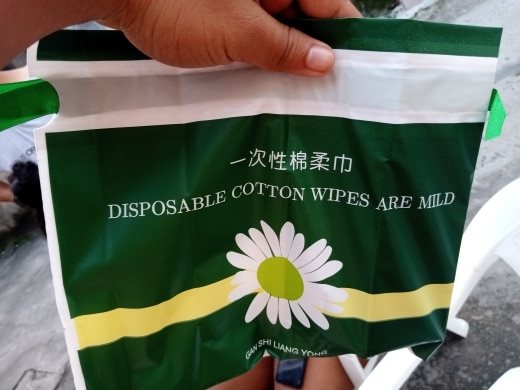 一次性棉柔巾
DISPOSABLE COTTON WIPES ARE MILD
GAN SHI LIANG YONG